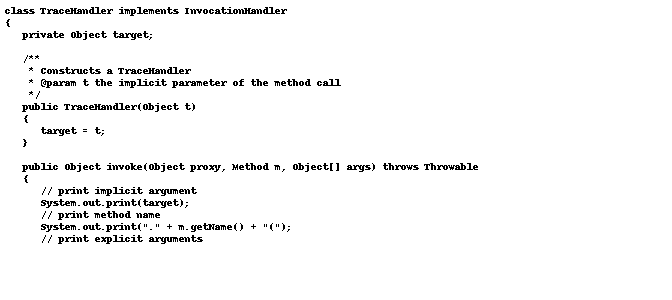 class TraceHandler implements InvocationHandler
{
   private Object target;

   /**
    * Constructs a TraceHandler
    * @param t the implicit parameter of the method call
    */
   public TraceHandler(Object t)
   {
      target = t;
   }

   public Object invoke(Object proxy, Method m, Object[] args) throws Throwable
   {
      // print implicit argument
      System.out.print(target);
      // print method name
      System.out.print("." + m.getName() + "(");
      // print explicit arguments